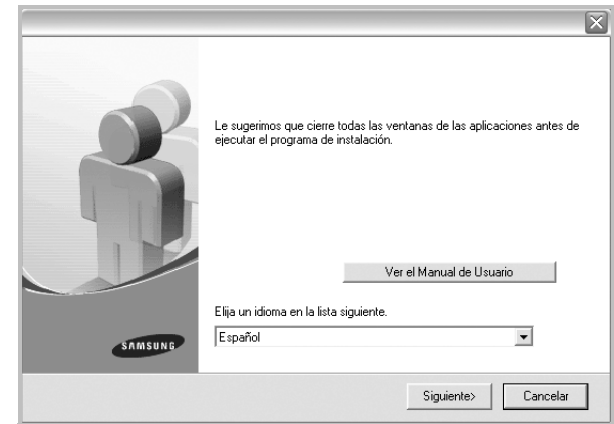 Le sugerimos que cierre todas las ventanas de las aplicaciones antes de
ejecutar el programa de instalación.
Ver el Manual de Usuario
Elija un idioma en la lista siguiente.
Español
SAMSUNG
Siguiente>
Cancelar